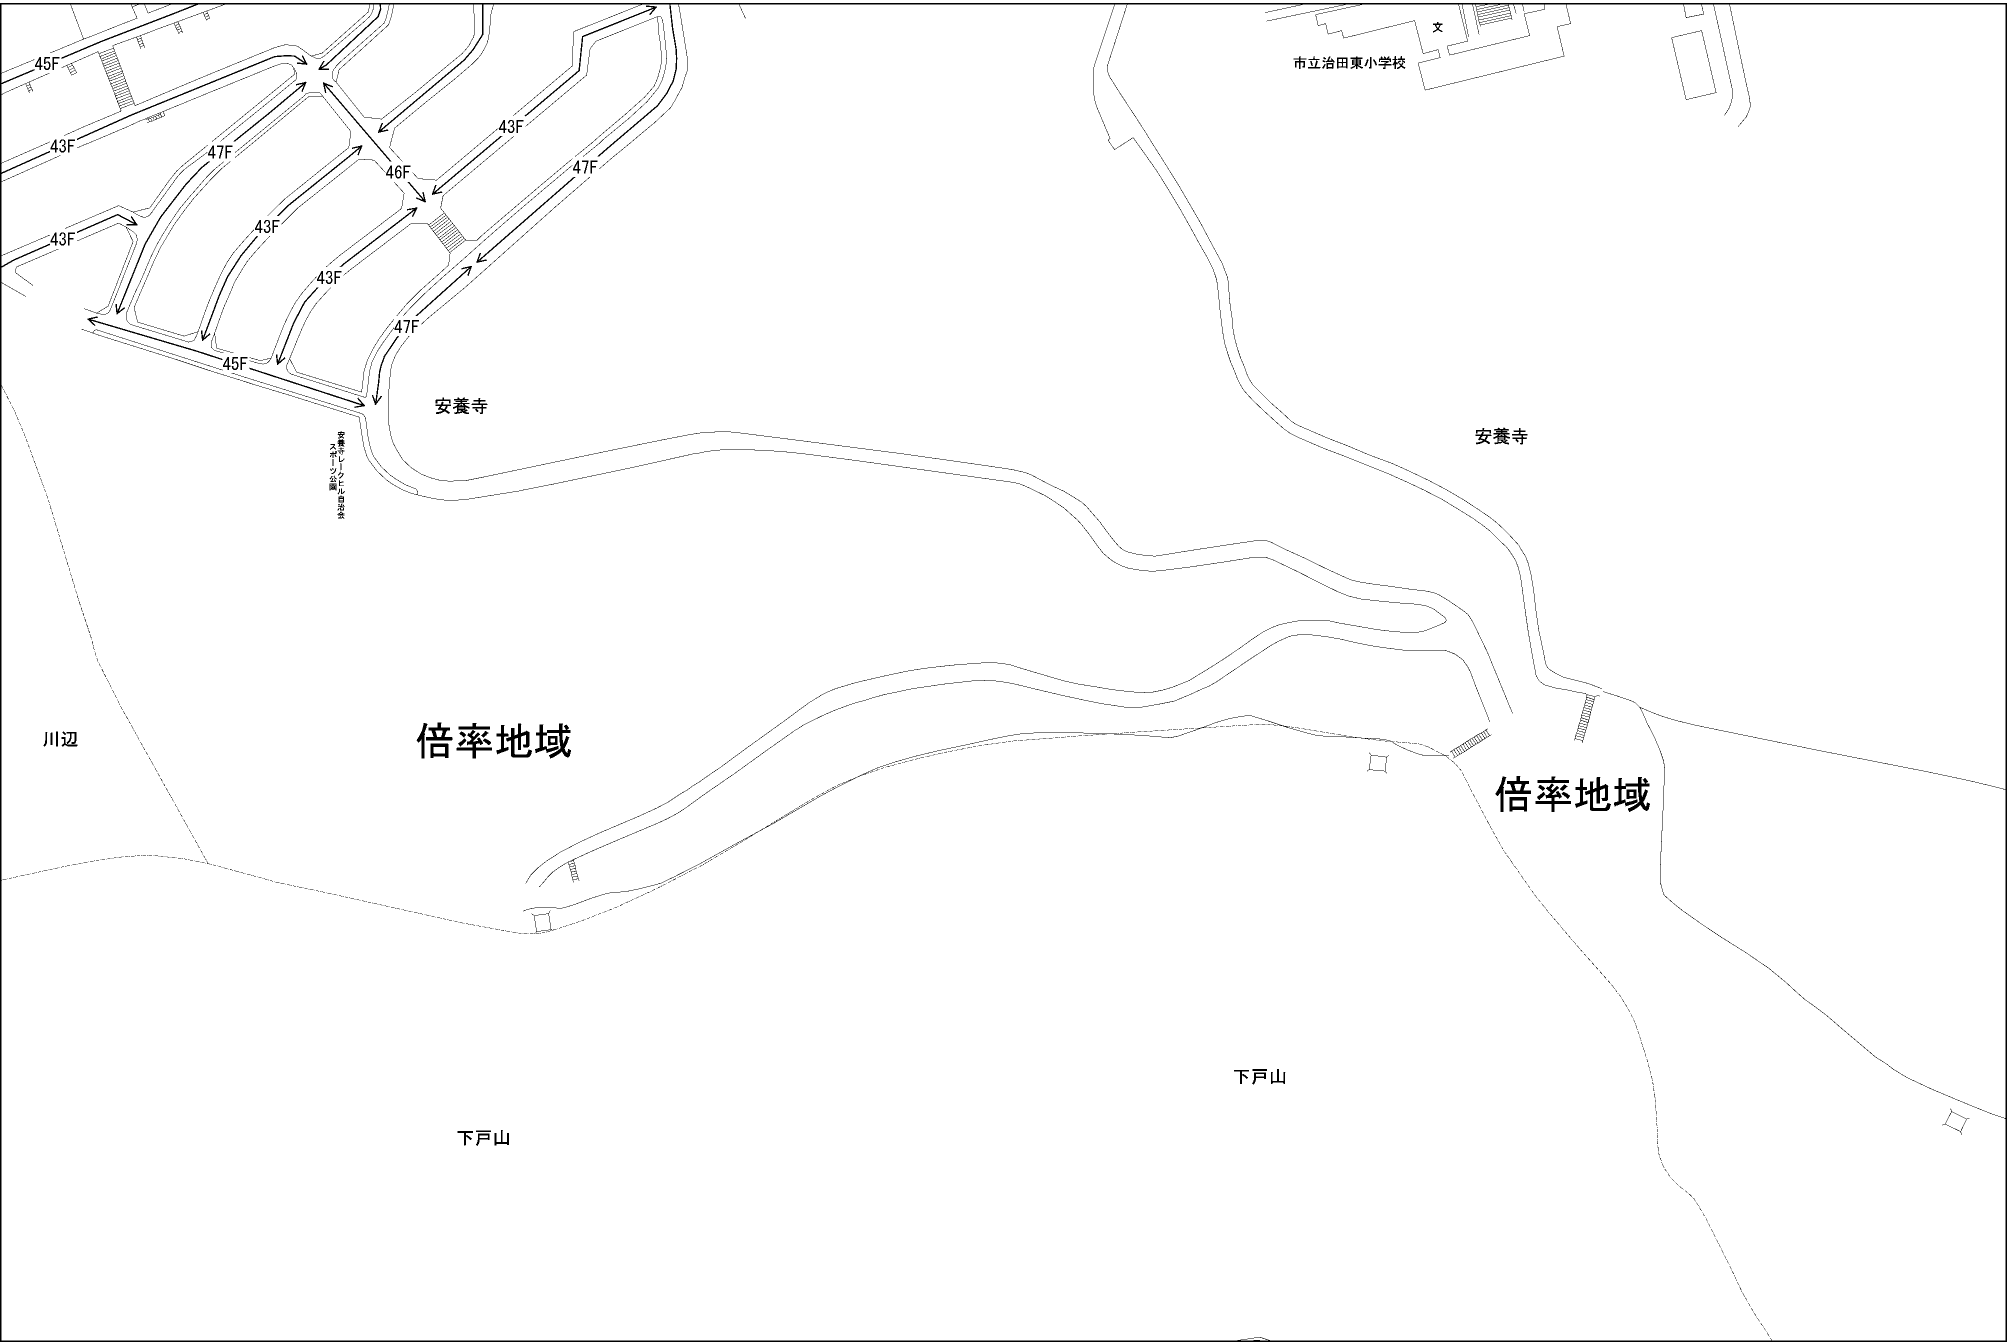 45F
文
市立治田東小学校
43F
43F
47F
47F
46F
43F
43F
43F
47F
45F
安養寺
安養寺
安養寺レークヒル自治会
スポーツ公園
川辺
倍率地域
倍率地域
下戸山
下戸山